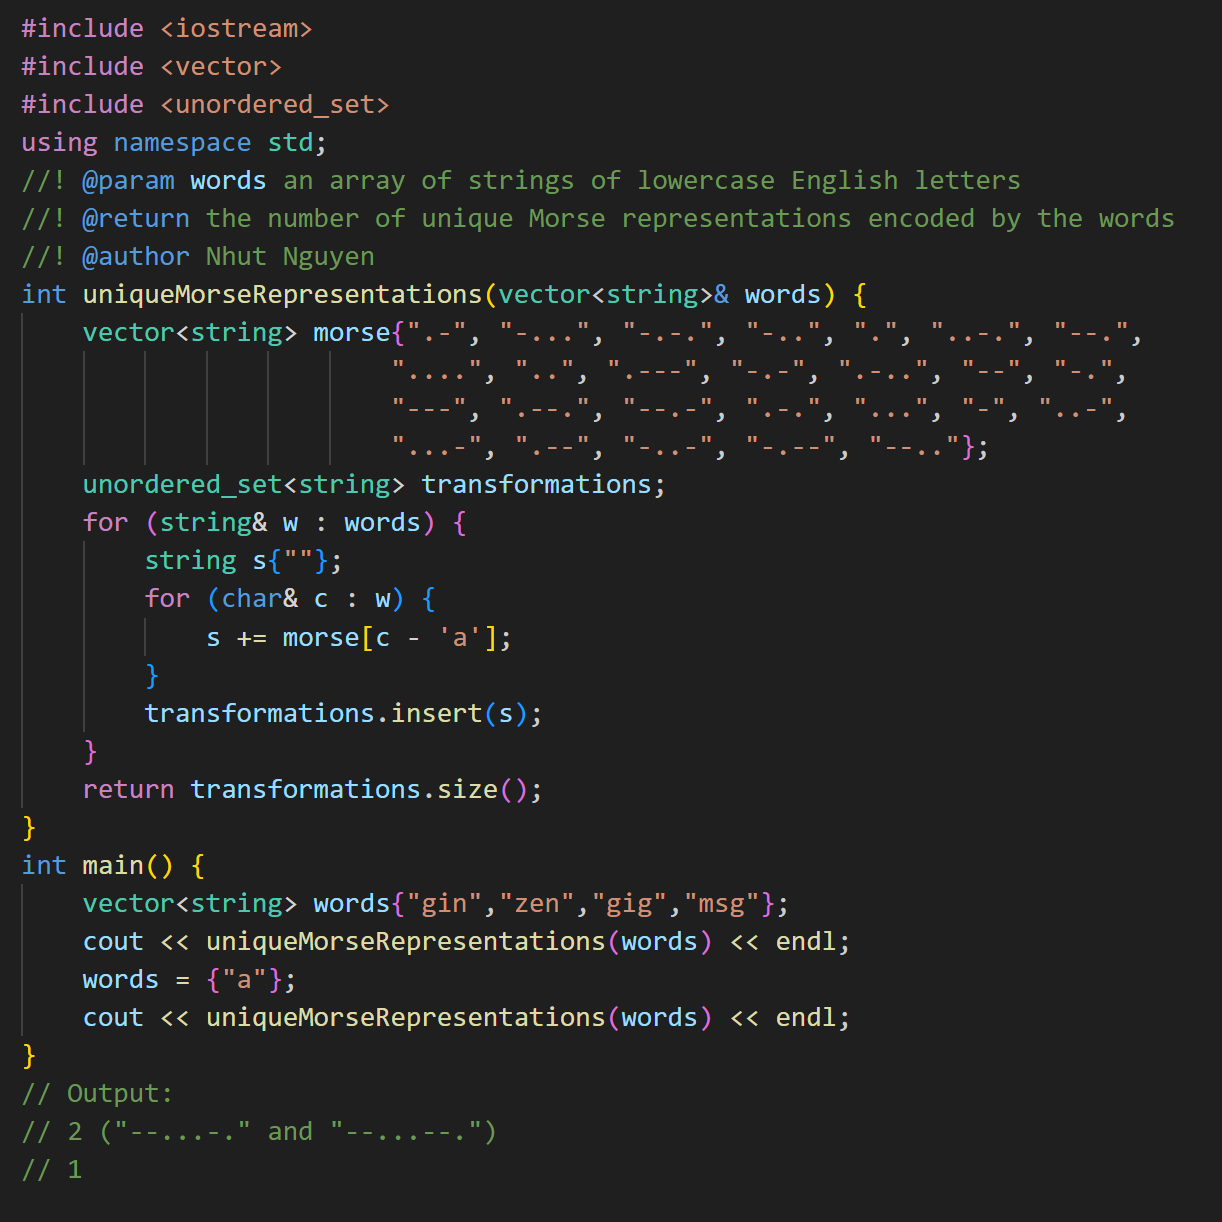 #include <iostream>
#include <vector>
#include <unordered_set>
using namespace std;
//! @param words an array of strings of lowercase English letters
//! @return the number of unique Morse representations encoded by the words
//! @author Nhut Nguyen
int uniqueMorseRepresentations(vector<string>& words) {
    vector<string> morse{".-", "-...", "-.-.", "-..", ".", "..-.", "--.",
                        "....", "..", ".---", "-.-", ".-..", "--", "-.",
                        "---", ".--.", "--.-", ".-.", "...", "-", "..-",
                        "...-", ".--", "-..-", "-.--", "--.."};
    unordered_set<string> transformations;
    for (string& w : words) {
        string s{""};
        for (char& c : w) {
            s += morse[c - 'a'];
        }
        transformations.insert(s);
    }
    return transformations.size();
}
int main() {
    vector<string> words{"gin","zen","gig","msg"};
    cout << uniqueMorseRepresentations(words) << endl;
    words = {"a"};
    cout << uniqueMorseRepresentations(words) << endl;
}
// Output:
// 2 ("--...-." and "--...--.")
// 1